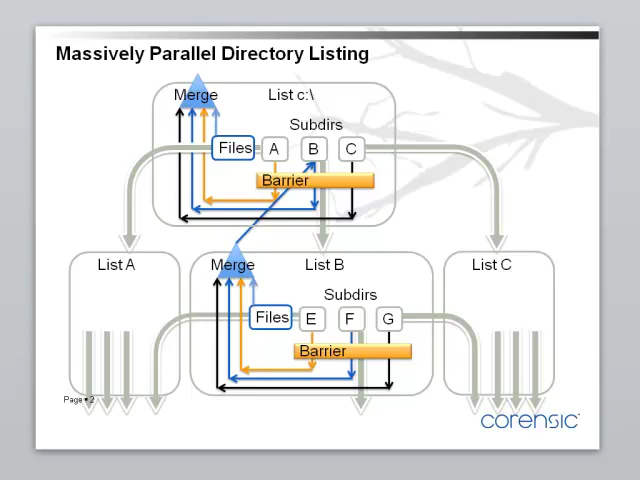 Massively Parallel Directory Listing
Merge
List c:\
Subdirs
Files
A
B
C
Barrier
List A
Merge
List B
List C
Subdirs
Files
E
F
G
Barrier
Page ▪ 2
corensic